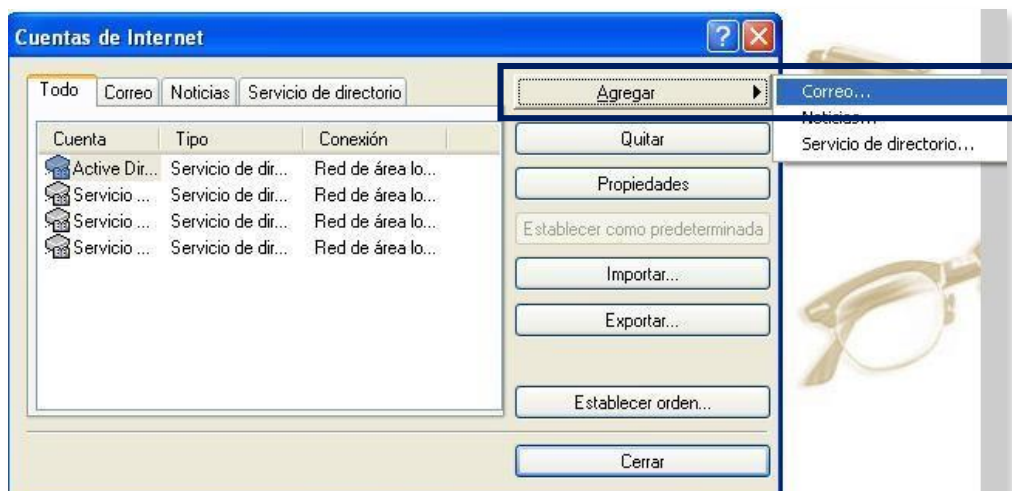 Cuentas de Internet
Todo Correo Noticias Servicio de directorio
Agregar
Correo...
Noticias...
Servicio de directorio...
Cuenta Tipo Conexión
Active Dir... Servicio de dir... Red de área lo...
Servicio ... Servicio de dir... Red de área lo...
Servicio ... Servicio de dir... Red de área lo...
Servicio ... Servicio de dir... Red de área lo...
Quitar
Propiedades
Establecer como predeterminada
Importar...
Exportar...
Establecer orden...
Cerrar